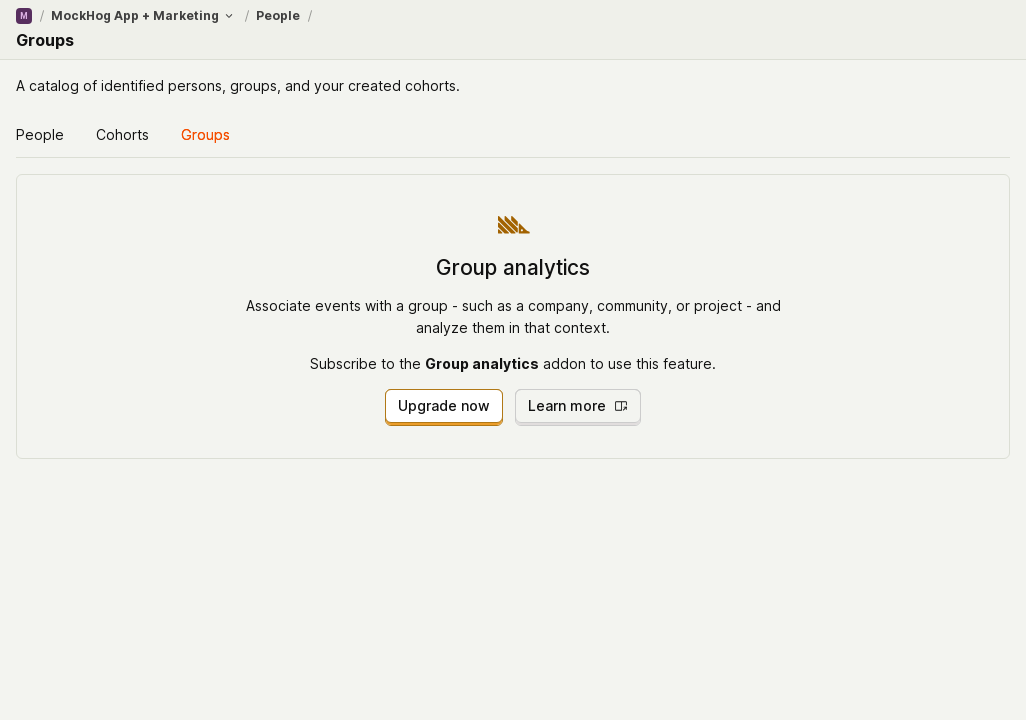 M / MockHog App + Marketing / People /
Groups
A catalog of identified persons, groups, and your created cohorts.
People Cohorts Groups
Group analytics
Associate events with a group - such as a company, community, or project - and
analyze them in that context.
Subscribe to the Group analytics addon to use this feature.
Upgrade now Learn more